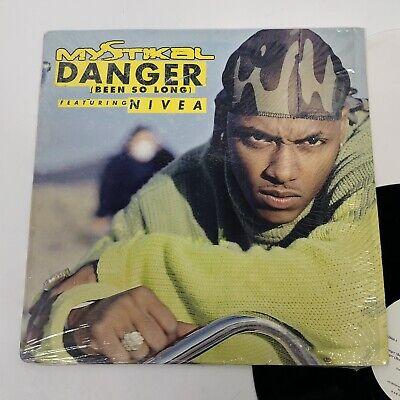 MYSTIKAL
DANGER
(BEEN SO LONG)
FEATURING NIVEA